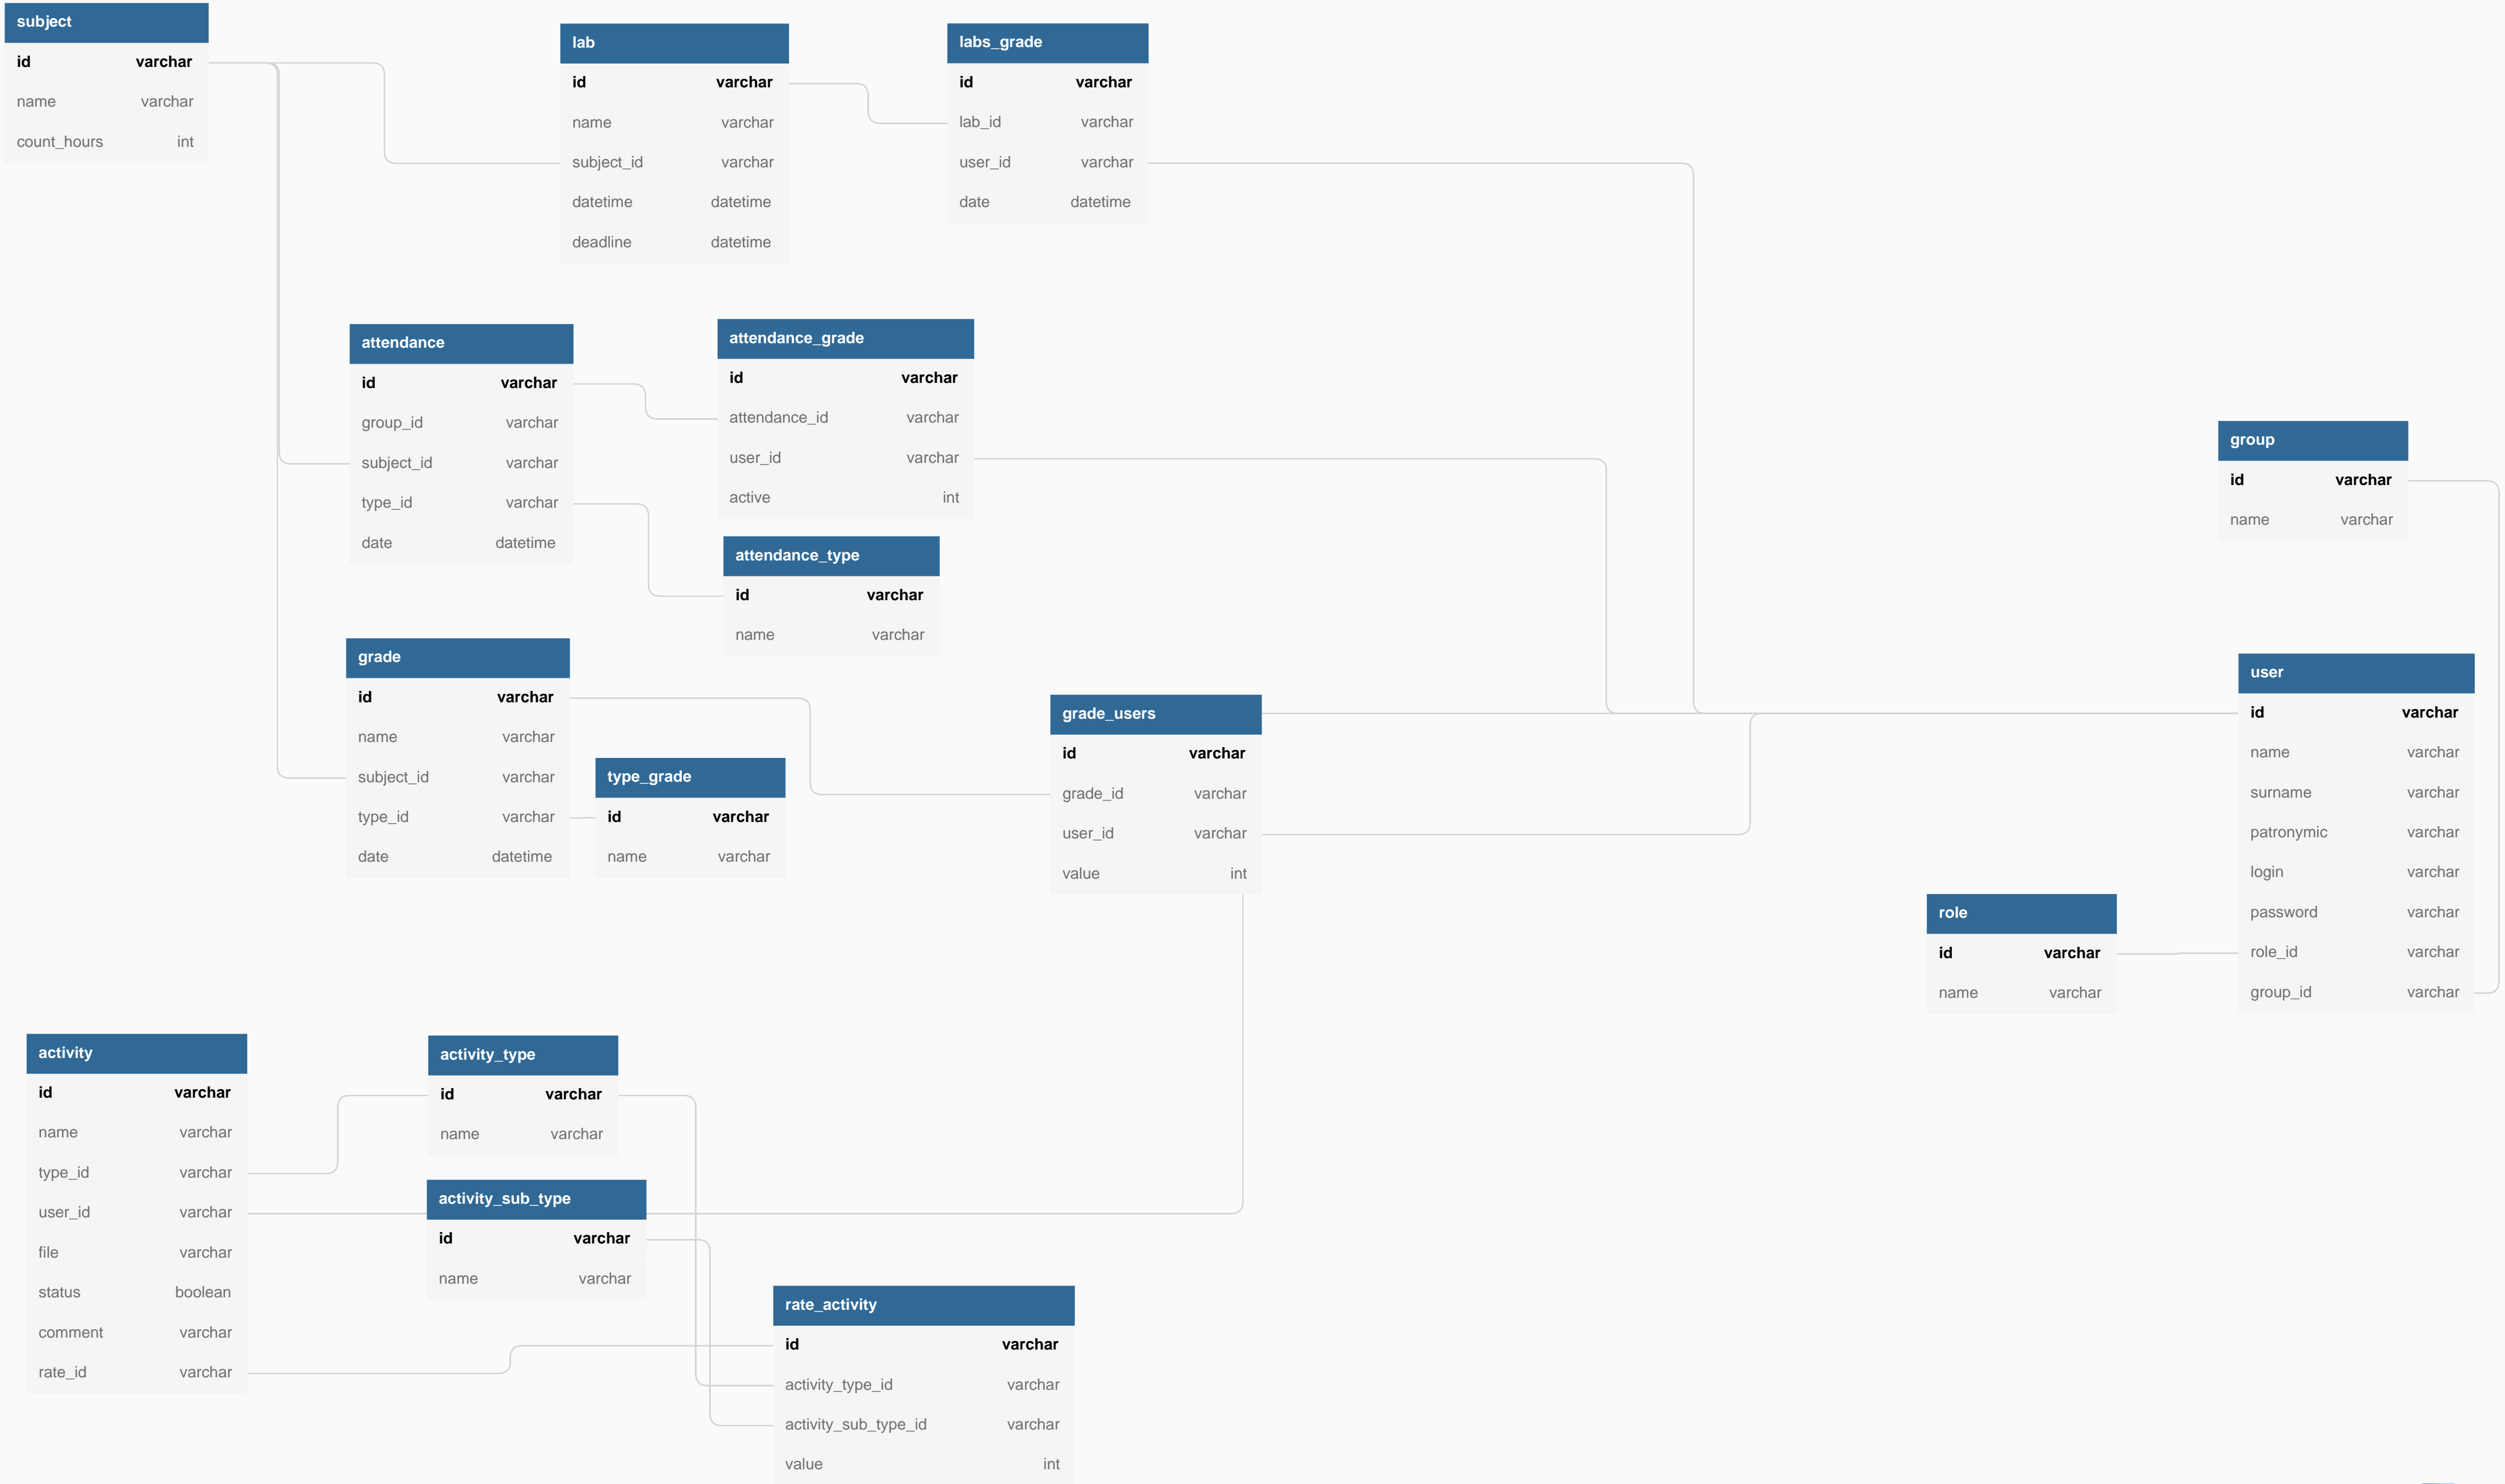 subject
id varchar
name varchar
count_hours int
lab
id varchar
name varchar
subject_id varchar
datetime datetime
deadline datetime
labs_grade
id varchar
lab_id varchar
user_id varchar
date datetime
attendance
id varchar
group_id varchar
subject_id varchar
type_id varchar
date datetime
attendance_grade
id varchar
attendance_id varchar
user_id varchar
active int
attendance_type
id varchar
name varchar
group
id varchar
name varchar
grade
id varchar
name varchar
subject_id varchar
type_id varchar
date datetime
type_grade
id varchar
name varchar
grade_users
id varchar
grade_id varchar
user_id varchar
value int
user
id varchar
name varchar
surname varchar
patronymic varchar
login varchar
password varchar
role_id varchar
group_id varchar
role
id varchar
name varchar
activity
id varchar
name varchar
type_id varchar
user_id varchar
file varchar
status boolean
comment varchar
rate_id varchar
activity_type
id varchar
name varchar
activity_sub_type
id varchar
name varchar
rate_activity
id varchar
activity_type_id varchar
activity_sub_type_id varchar
value int